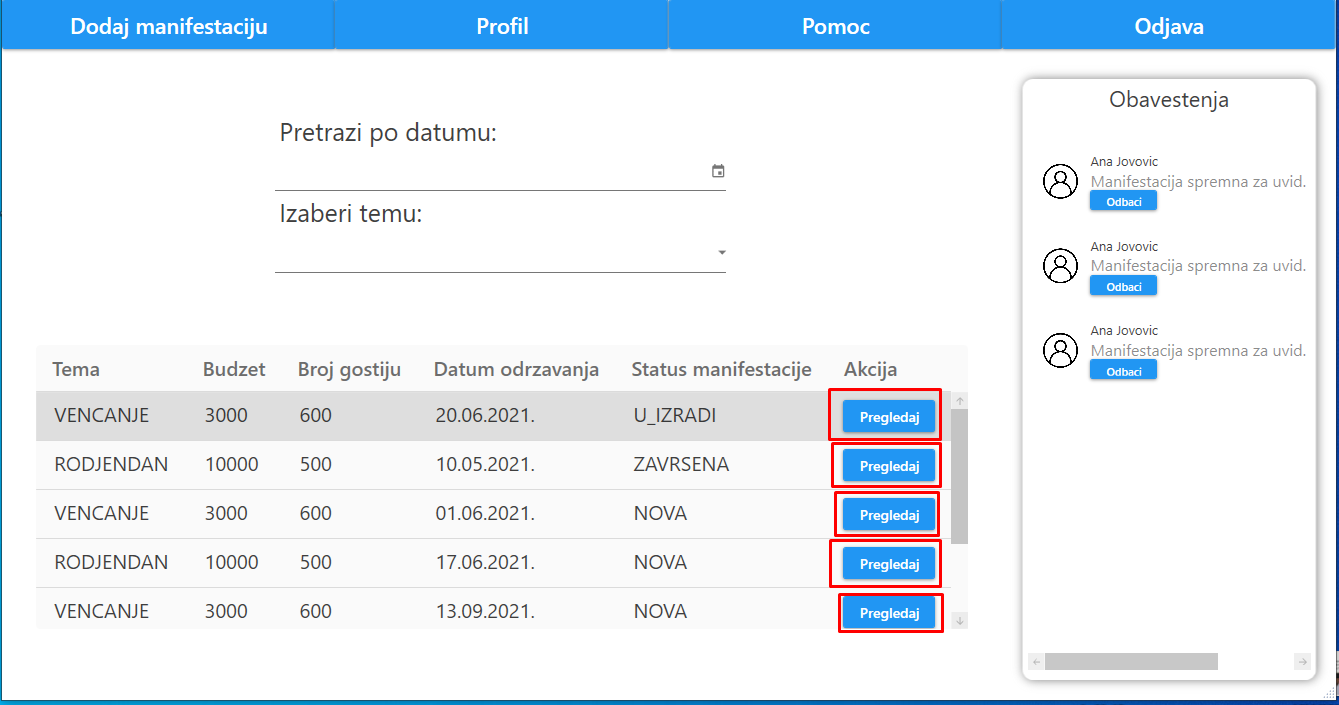 Dodaj manifestaciju Profil Pomoc Odjava
Pretrazi po datumu:
Izaberi temu:
Tema Budzet Broj gostiju Datum odrzavanja Status manifestacije Akcija
VENCANJE 3000 600 20.06.2021. U_IZRADI Pregledaj
RODJENDAN 10000 500 10.05.2021. ZAVRSENA Pregledaj
VENCANJE 3000 600 01.06.2021. NOVA Pregledaj
RODJENDAN 10000 500 17.06.2021. NOVA Pregledaj
VENCANJE 3000 600 13.09.2021. NOVA Pregledaj
Obavestenja
Ana Jovovic
Manifestacija spremna za uvid.
Odbaci
Ana Jovovic
Manifestacija spremna za uvid.
Odbaci
Ana Jovovic
Manifestacija spremna za uvid.
Odbaci